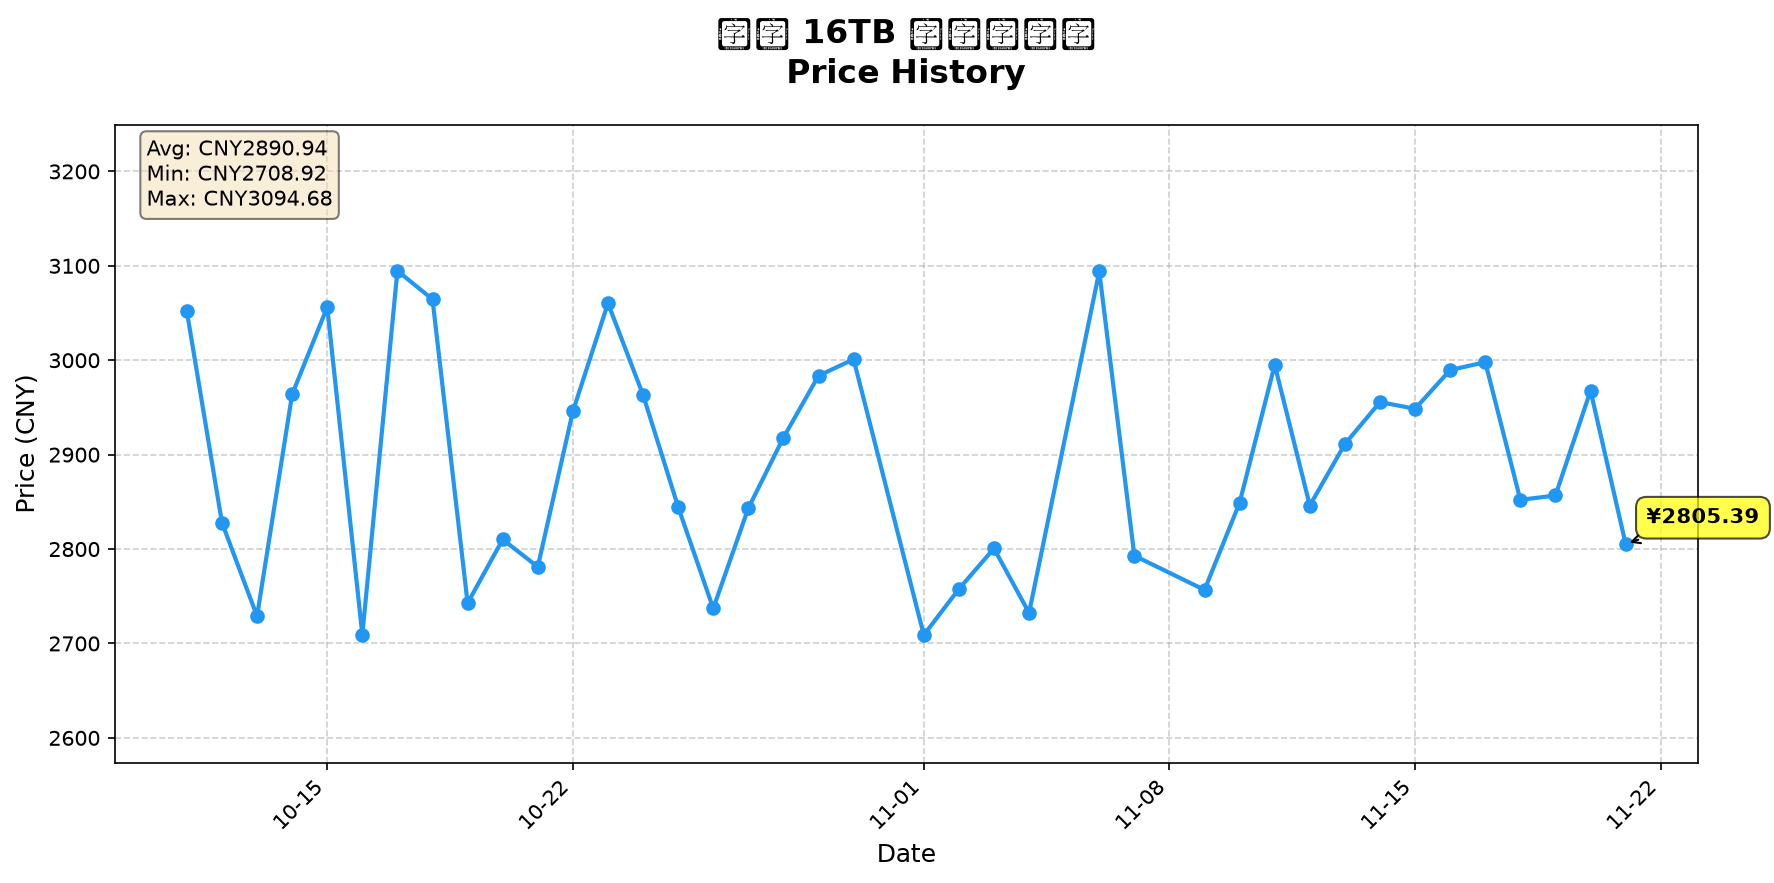 16TB
Price History
Avg: CNY2890.94
Min: CNY2708.92
Max: CNY3094.68
3200
3100
3000
2900
2800
2700
2600
Price (CNY)
¥2805.39
10-15
10-22
11-01
11-08
11-15
11-22
Date